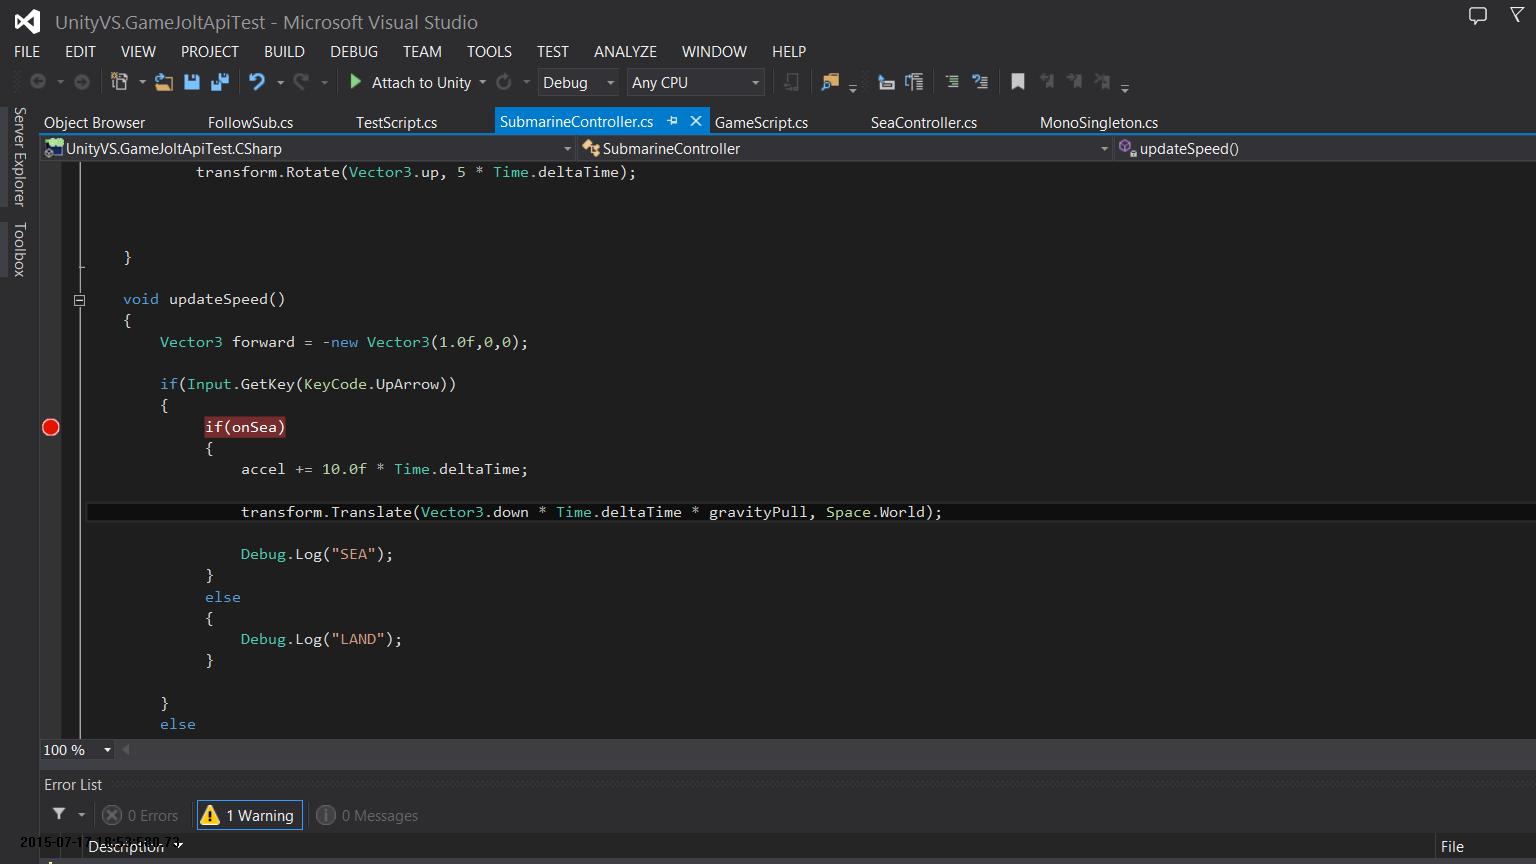 UnityVS.GameJoltApiTest - Microsoft Visual Studio
FILE EDIT VIEW PROJECT BUILD DEBUG TEAM TOOLS TEST ANALYZE WINDOW HELP
Attach to Unity Debug Any CPU
Server Explorer
Toolbox
Object Browser FollowSub.cs TestScript.cs SubmarineController.cs GameScript.cs SeaController.cs MonoSingleton.cs
UnityVS.GameJoltApiTest.CSharp SubmarineController updateSpeed()
transform.Rotate(Vector3.up, 5 * Time.deltaTime);
}
void updateSpeed()
{
Vector3 forward = -new Vector3(1.0f,0,0);
if(Input.GetKey(KeyCode.UpArrow))
{
if(onSea)
{
accel += 10.0f * Time.deltaTime;
transform.Translate(Vector3.down * Time.deltaTime * gravityPull, Space.World);
Debug.Log("SEA");
}
else
{
Debug.Log("LAND");
}
}
else
100 %
Error List
0 Errors 1 Warning 0 Messages
Description File